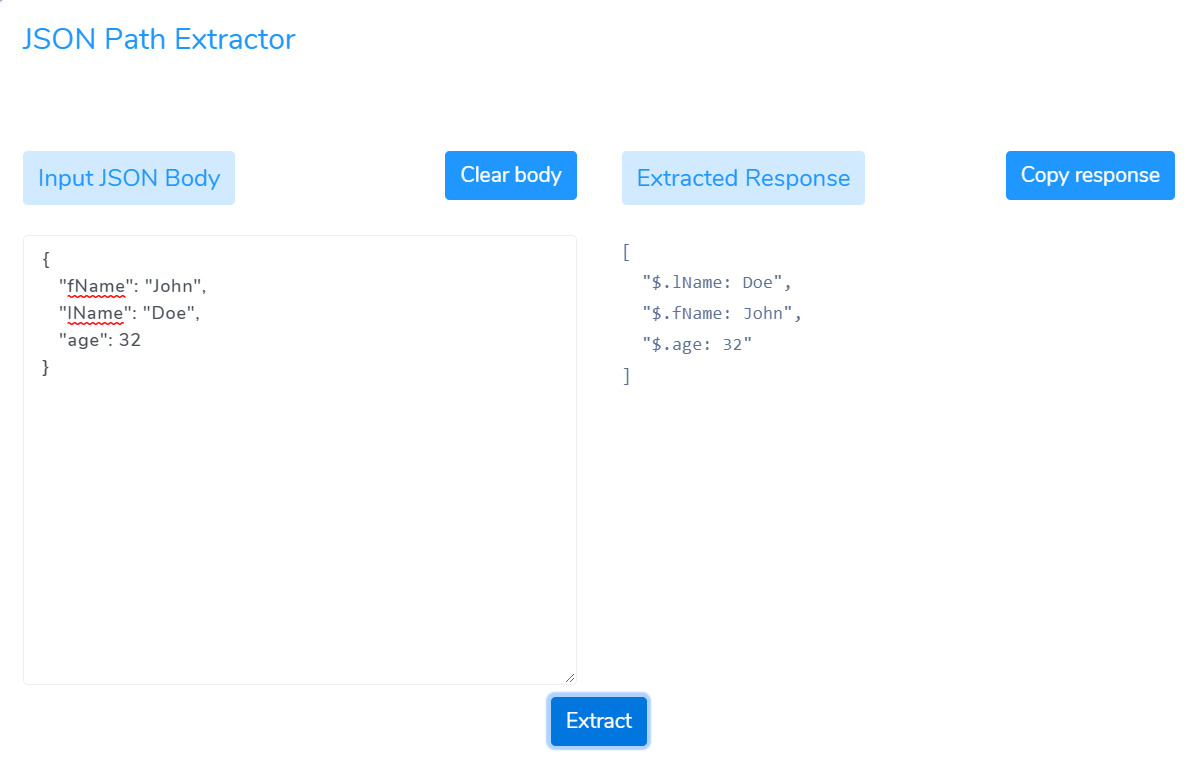 JSON Path Extractor
Input JSON Body
Clear body
{
"fName": "John",
"lName": "Doe",
"age": 32
}
Extracted Response
Copy response
[
"$.lName: Doe",
"$.fName: John",
"$.age: 32"
]
Extract